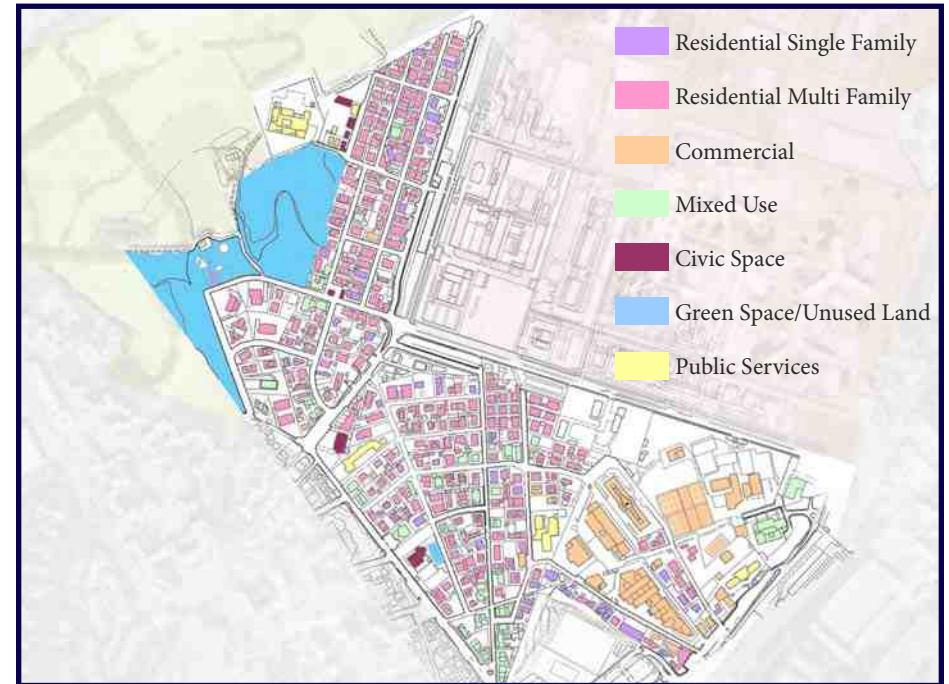 Residential Single Family
Residential Multi Family
Commercial
Mixed Use
Civic Space
Green Space/Unused Land
Public Services